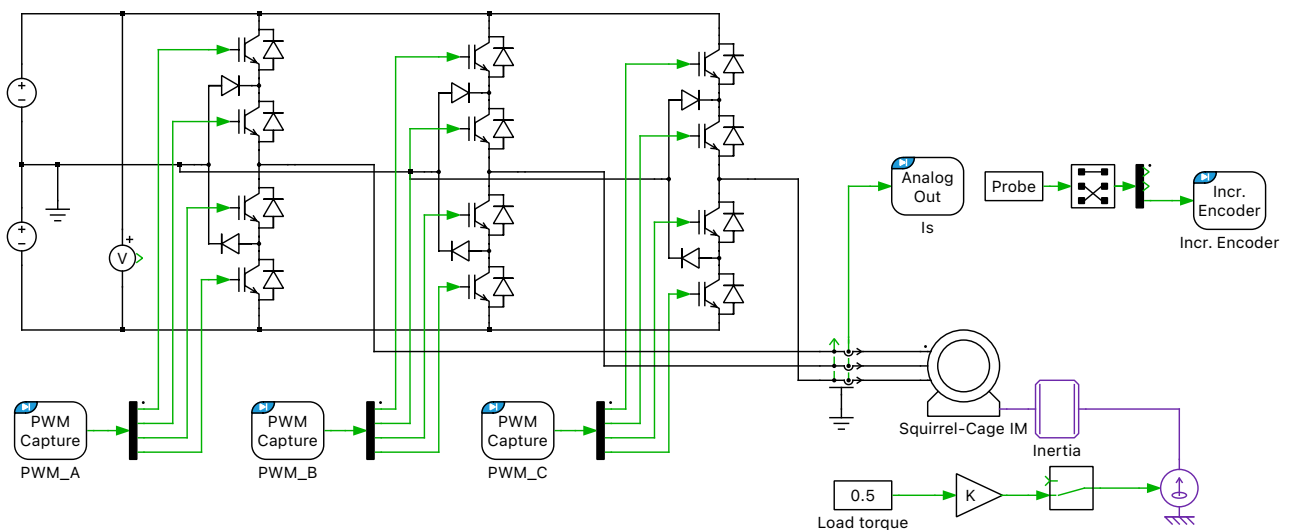 V
Analog
Out
Is
Probe
Incr.
Encoder
Incr. Encoder
PWM
Capture
PWM_A
PWM
Capture
PWM_B
PWM
Capture
PWM_C
Squirrel-Cage IM
Inertia
0.5
Load torque
K